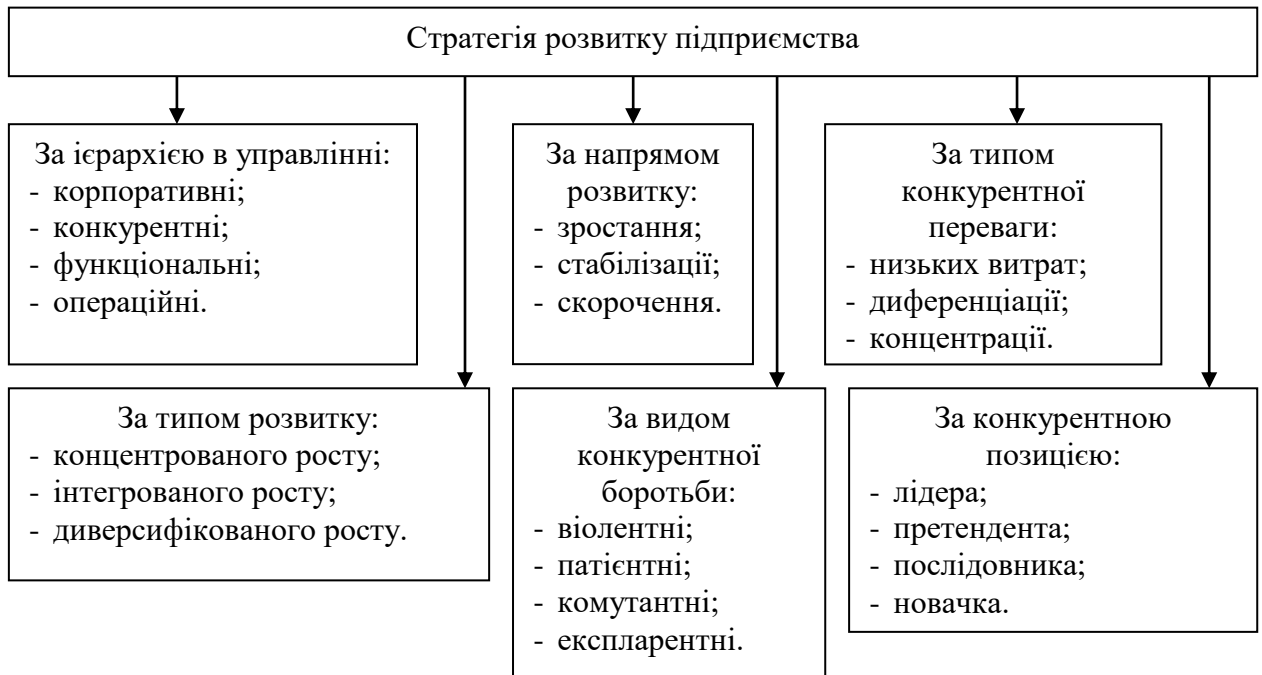 Стратегія розвитку підприємства
За ієрархією в управлінні:
- корпоративні;
- конкурентні;
- функціональні;
- операційні.
За напрямом
розвитку:
- зростання;
- стабілізації;
- скорочення.
За типом
конкурентної
переваги:
- низьких витрат;
- диференціації;
- концентрації.
За типом розвитку:
- концентрованого росту;
- інтегрованого росту;
- диверсифікованого росту.
За видом
конкурентної
боротьби:
- віолентні;
- патієнтні;
- комутантні;
- експларентні.
За конкурентною
позицією:
- лідера;
- претендента;
- послідовника;
- новачка.